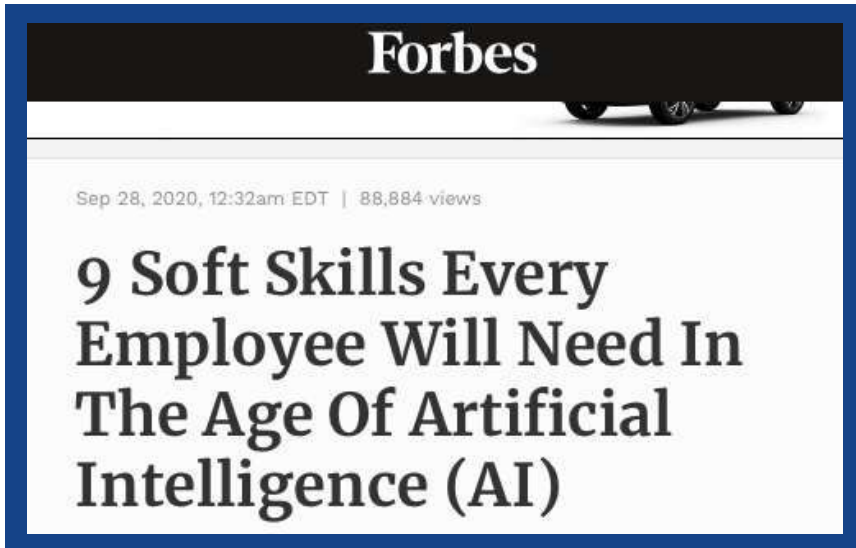 Forbes
Sep 28, 2020, 12:32am EDT | 88,884 views
9 Soft Skills Every
Employee Will Need In
The Age Of Artificial
Intelligence (AI)